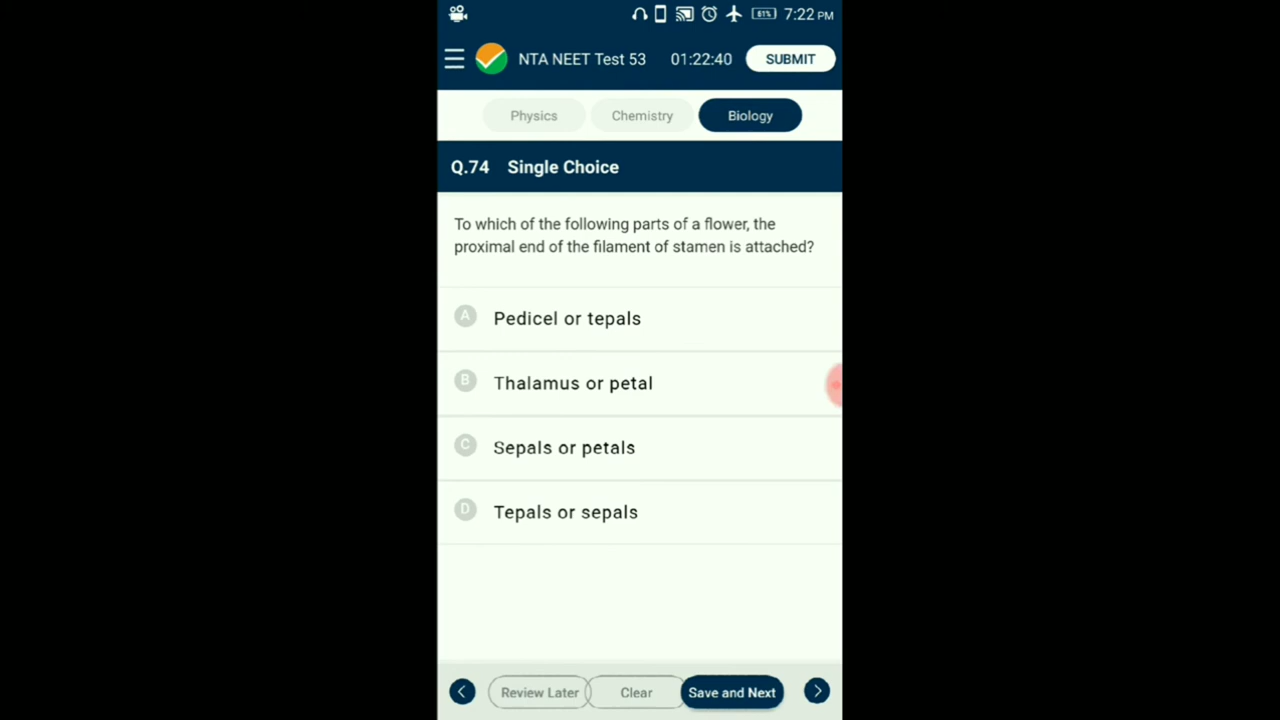 61% 7:22 PM
NTA NEET Test 53 01:22:40 SUBMIT
Physics Chemistry Biology
Q.74 Single Choice
To which of the following parts of a flower, the
proximal end of the filament of stamen is attached?
A Pedicel or tepals
B Thalamus or petal
C Sepals or petals
D Tepals or sepals
Review Later Clear Save and Next